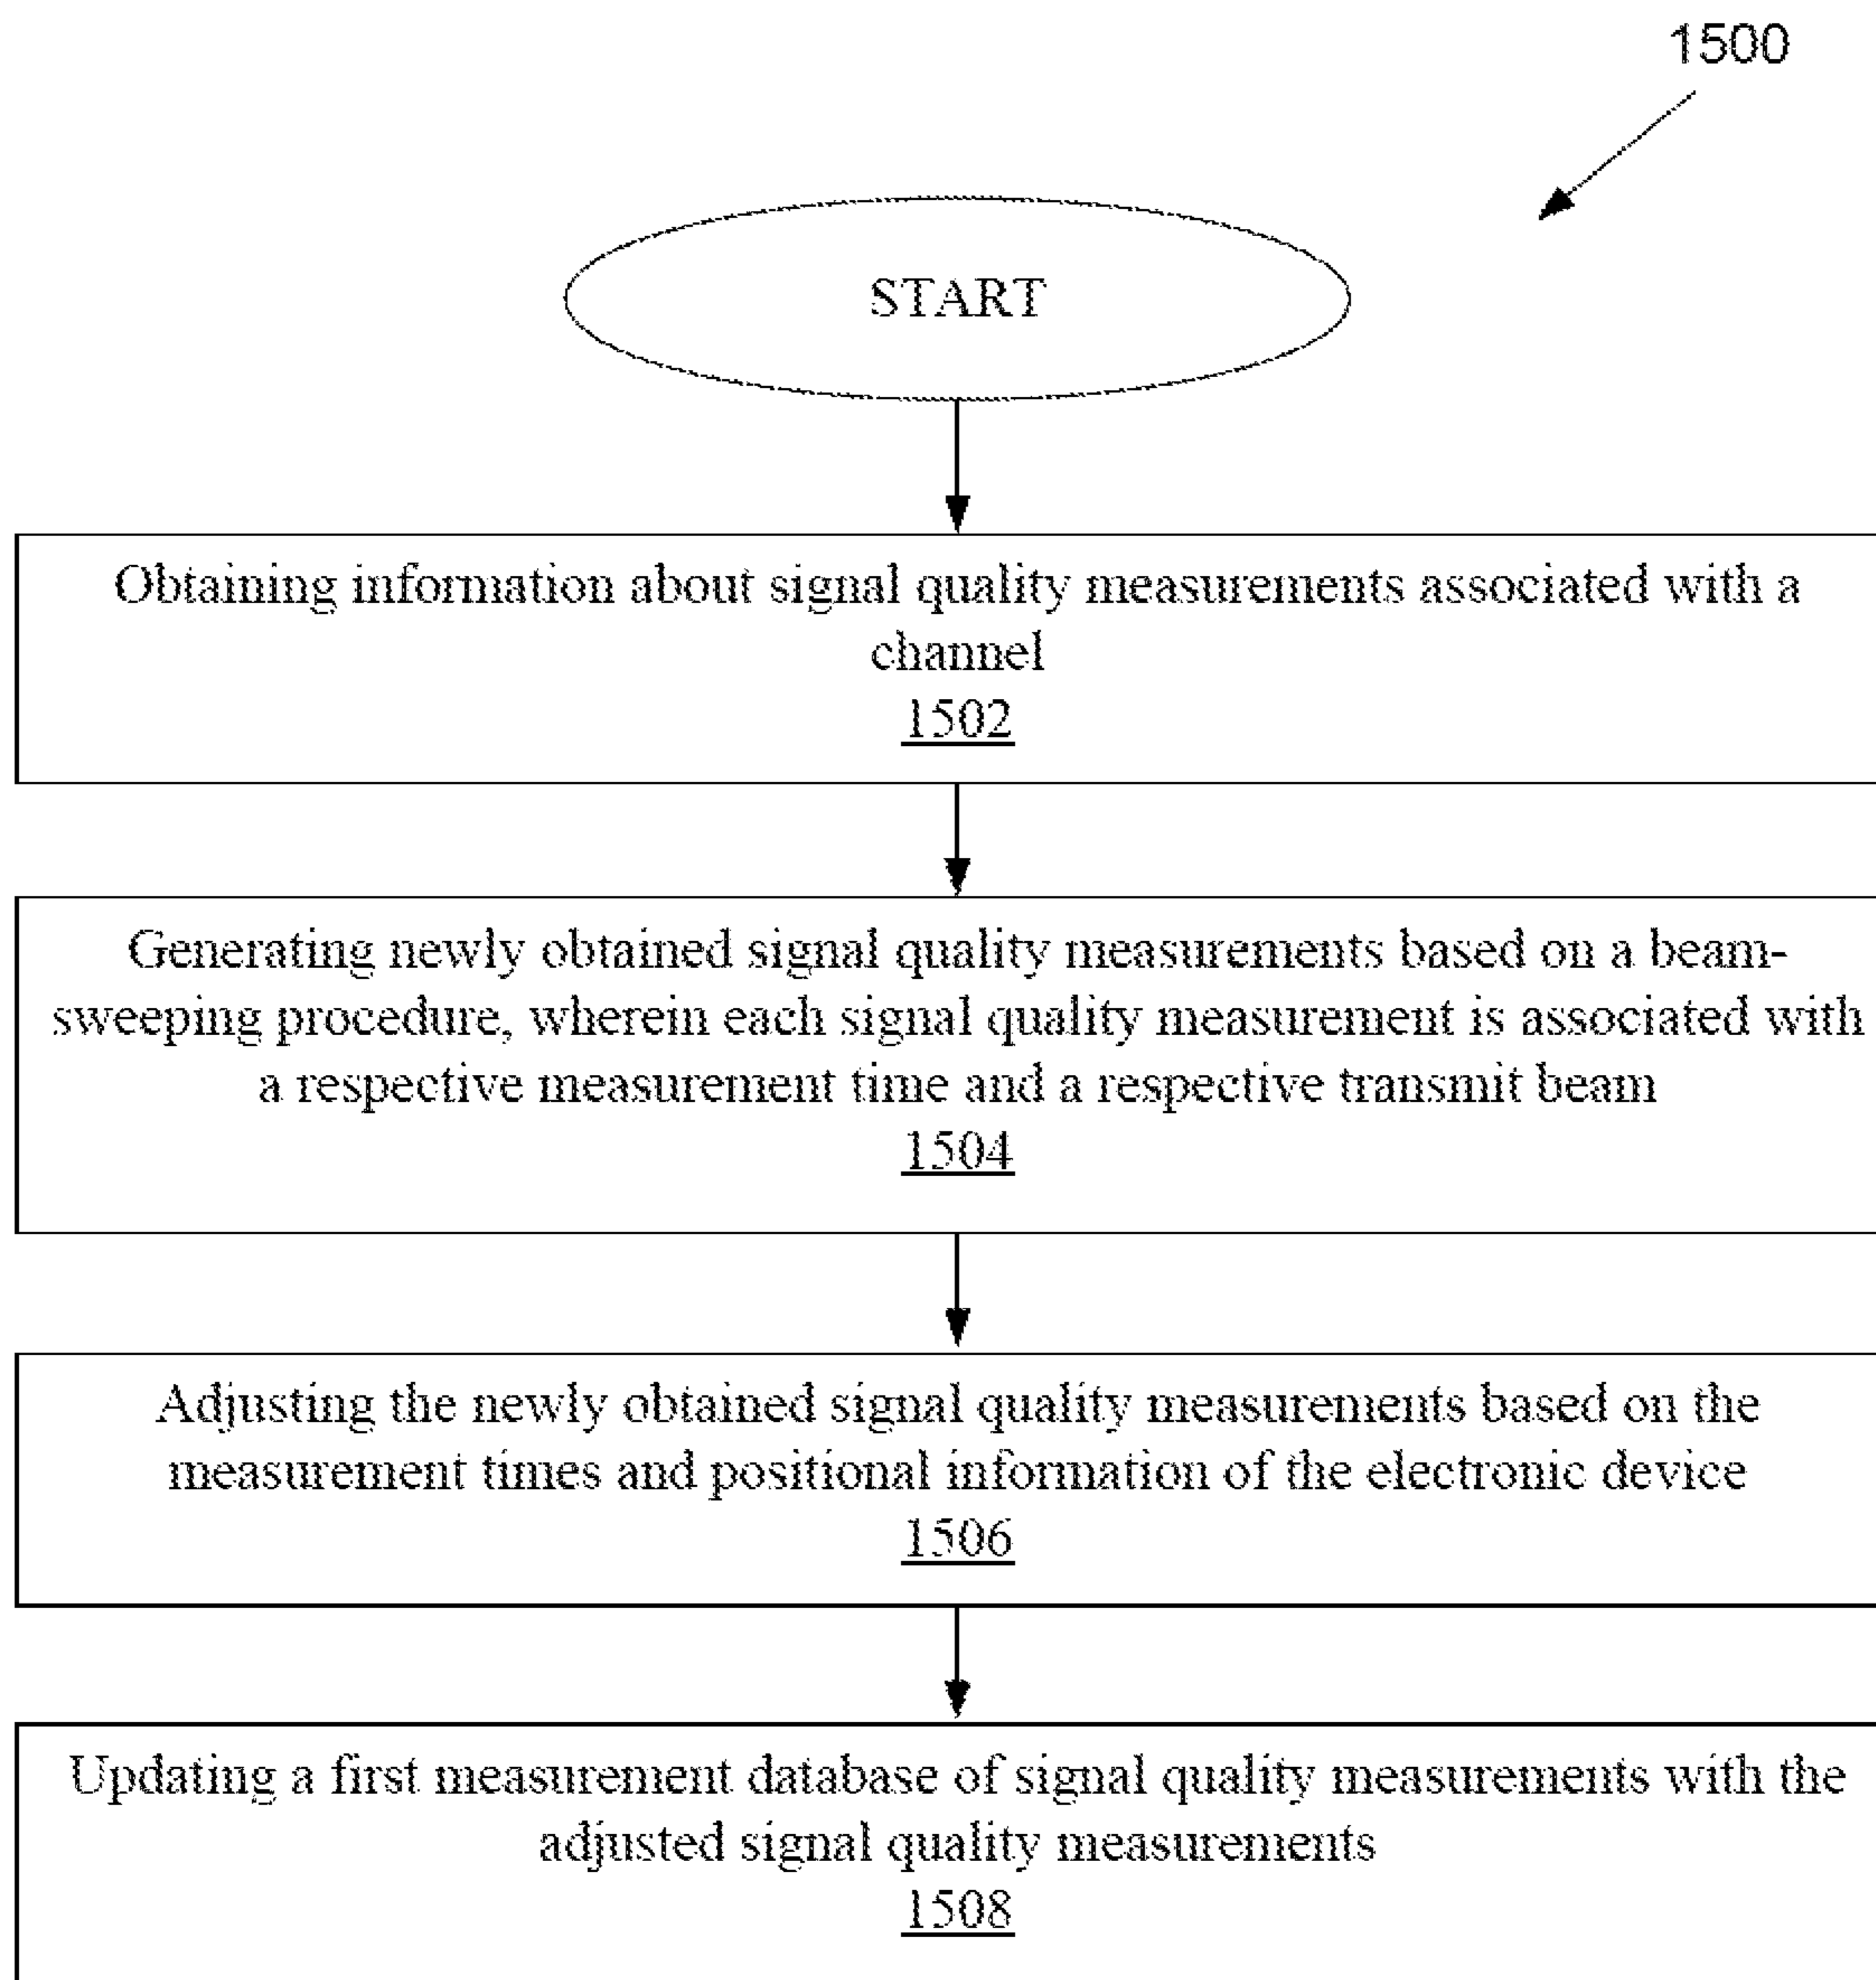 1500
START
Obtaining information about signal quality measurements associated with a
channel
1502
Generating newly obtained signal quality measurements based on a beam-
sweeping procedure, wherein each signal quality measurement is associated with
a respective measurement time and a respective transmit beam
1504
Adjusting the newly obtained signal quality measurements based on the
measurement times and positional information of the electronic device
1506
Updating a first measurement database of signal quality measurements with the
adjusted signal quality measurements
1508